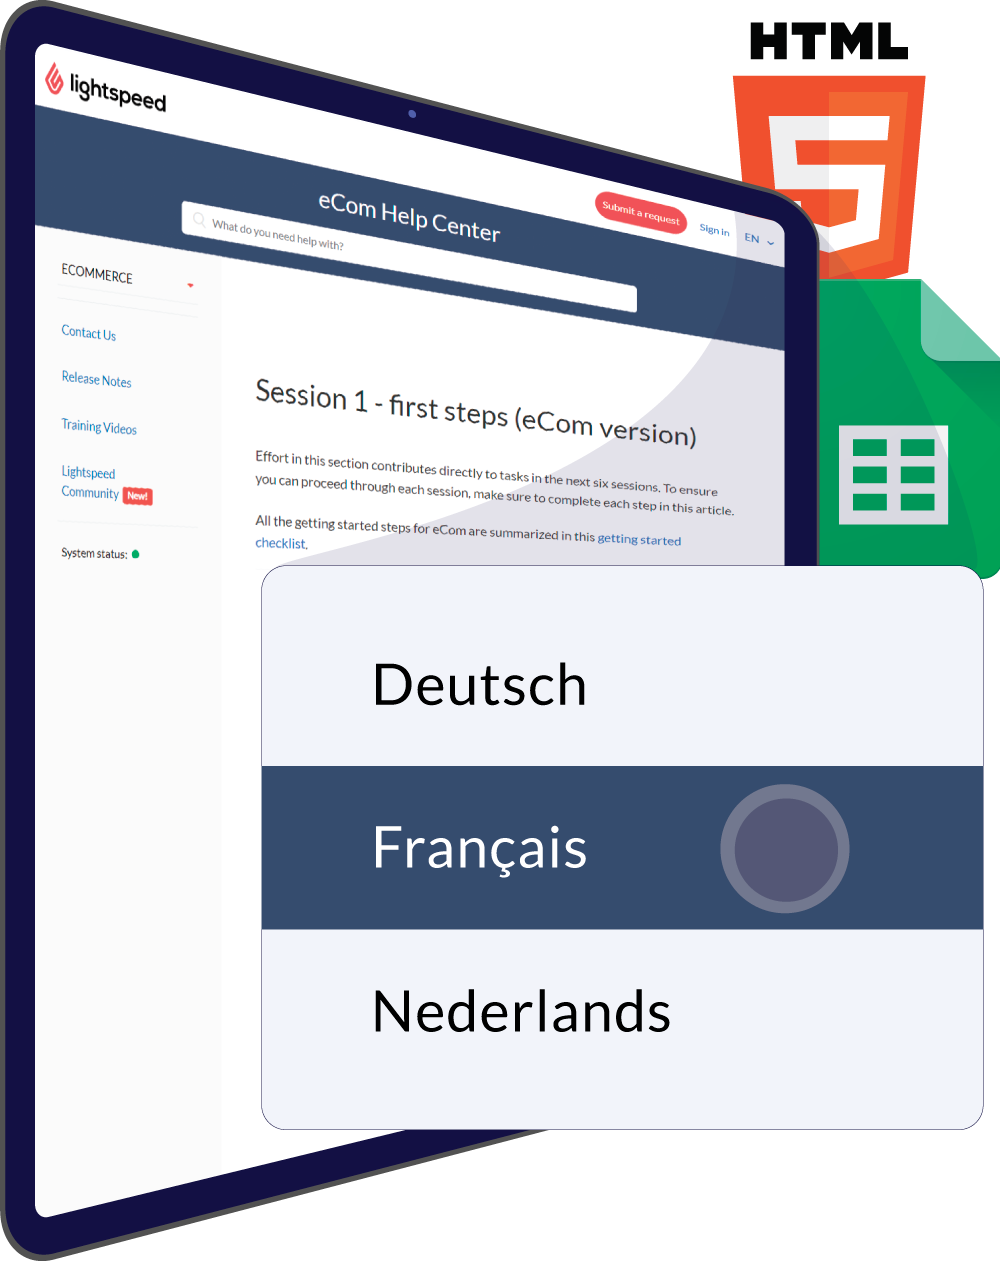 HTML
lightspeed
Submit a request
Sign in
EN
eCom Help Center
What do you need help with?
ECOMMERCE
Contact Us
Release Notes
Training Videos
Lightspeed
Community New!
System status:
Session 1 - first steps (eCom version)
Effort in this section contributes directly to tasks in the next six sessions. To ensure
you can proceed through each session, make sure to complete each step in this article.
All the getting started steps for eCom are summarized in this getting started
checklist.
Deutsch
Français
Nederlands